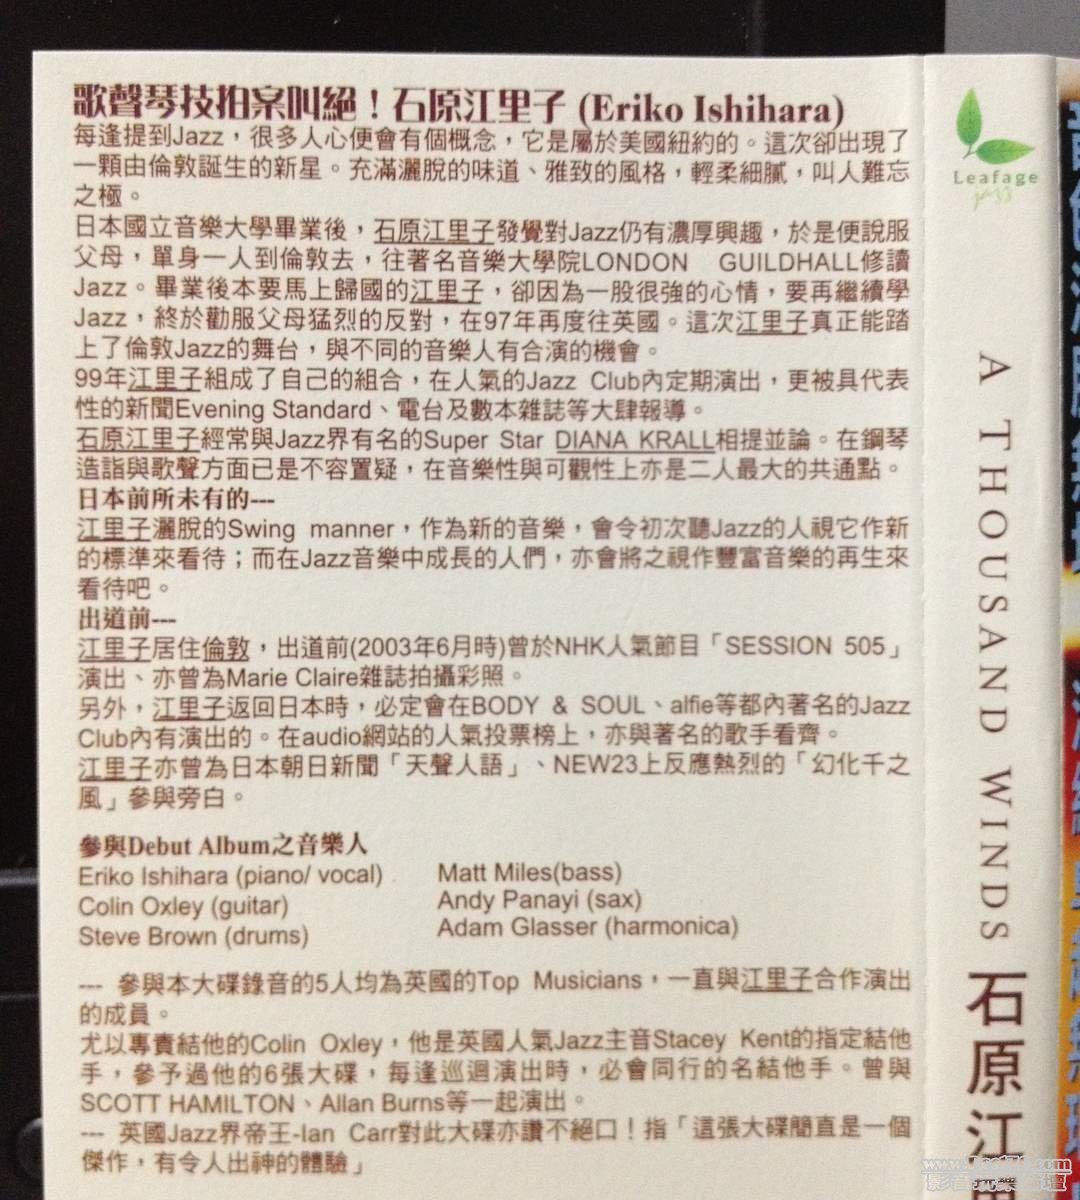 歌聲琴技拍案叫絕！石原江里子 (Eriko Ishihara)
每逢提到Jazz，很多人心便會有個概念，它是屬於美國紐約的。這次卻出現了
一顆由倫敦誕生的新星。充滿灑脫的味道、雅致的風格，輕柔細膩，叫人難忘
之極。
日本國立音樂大學畢業後，石原江里子發覺對Jazz仍有濃厚興趣，於是便說服
父母，單身一人到倫敦去，往著名音樂大學院LONDON GUILDHALL修讀
Jazz。畢業後本要馬上歸國的江里子，卻因為一股很強的心情，要再繼續學
Jazz，終於勸服父母猛烈的反對，在97年再度往英國。這次江里子真正能踏
上了倫敦Jazz的舞台，與不同的音樂人有合演的機會。
99年江里子組成了自己的組合，在人氣的Jazz Club內定期演出，更被具代表
性的新聞Evening Standard、電台及數本雜誌等大肆報導。
石原江里子經常與Jazz界有名的Super Star DIANA KRALL相提並論。在鋼琴
造詣與歌聲方面已是不容置疑，在音樂性與可觀性上亦是二人最大的共通點。
日本前所未有的---
江里子灑脫的Swing manner，作為新的音樂，會令初次聽Jazz的人視它作新
的標準來看待；而在Jazz音樂中成長的人們，亦會將之視作豐富音樂的再生來
看待吧。
出道前---
江里子居住倫敦，出道前(2003年6月時)曾於NHK人氣節目「SESSION 505」
演出、亦曾為Marie Claire雜誌拍攝彩照。
另外，江里子返回日本時，必定會在BODY & SOUL、alfie等都內著名的Jazz
Club內有演出的。在audio網站的人氣投票榜上，亦與著名的歌手看齊。
江里子亦曾為日本朝日新聞「天聲人語」、NEW23上反應熱烈的「幻化千之
風」參與旁白。
參與Debut Album之音樂人
Eriko Ishihara (piano/ vocal)
Colin Oxley (guitar)
Steve Brown (drums)
Matt Miles(bass)
Andy Panayi (sax)
Adam Glasser (harmonica)
--- 參與本大碟錄音的5人均為英國的Top Musicians，一直與江里子合作演出
的成員。
尤以專責結他的Colin Oxley，他是英國人氣Jazz主音Stacey Kent的指定結他
手，參予過他的6張大碟，每逢巡迴演出時，必會同行的名結他手。曾與
SCOTT HAMILTON、Allan Burns等一起演出。
--- 英國Jazz界帝王-Ian Carr對此大碟亦讚不絕口！指「這張大碟簡直是一個
傑作，有令人出神的體驗」
Leafage
jazz
A THOUSAND WINDS 石原江里